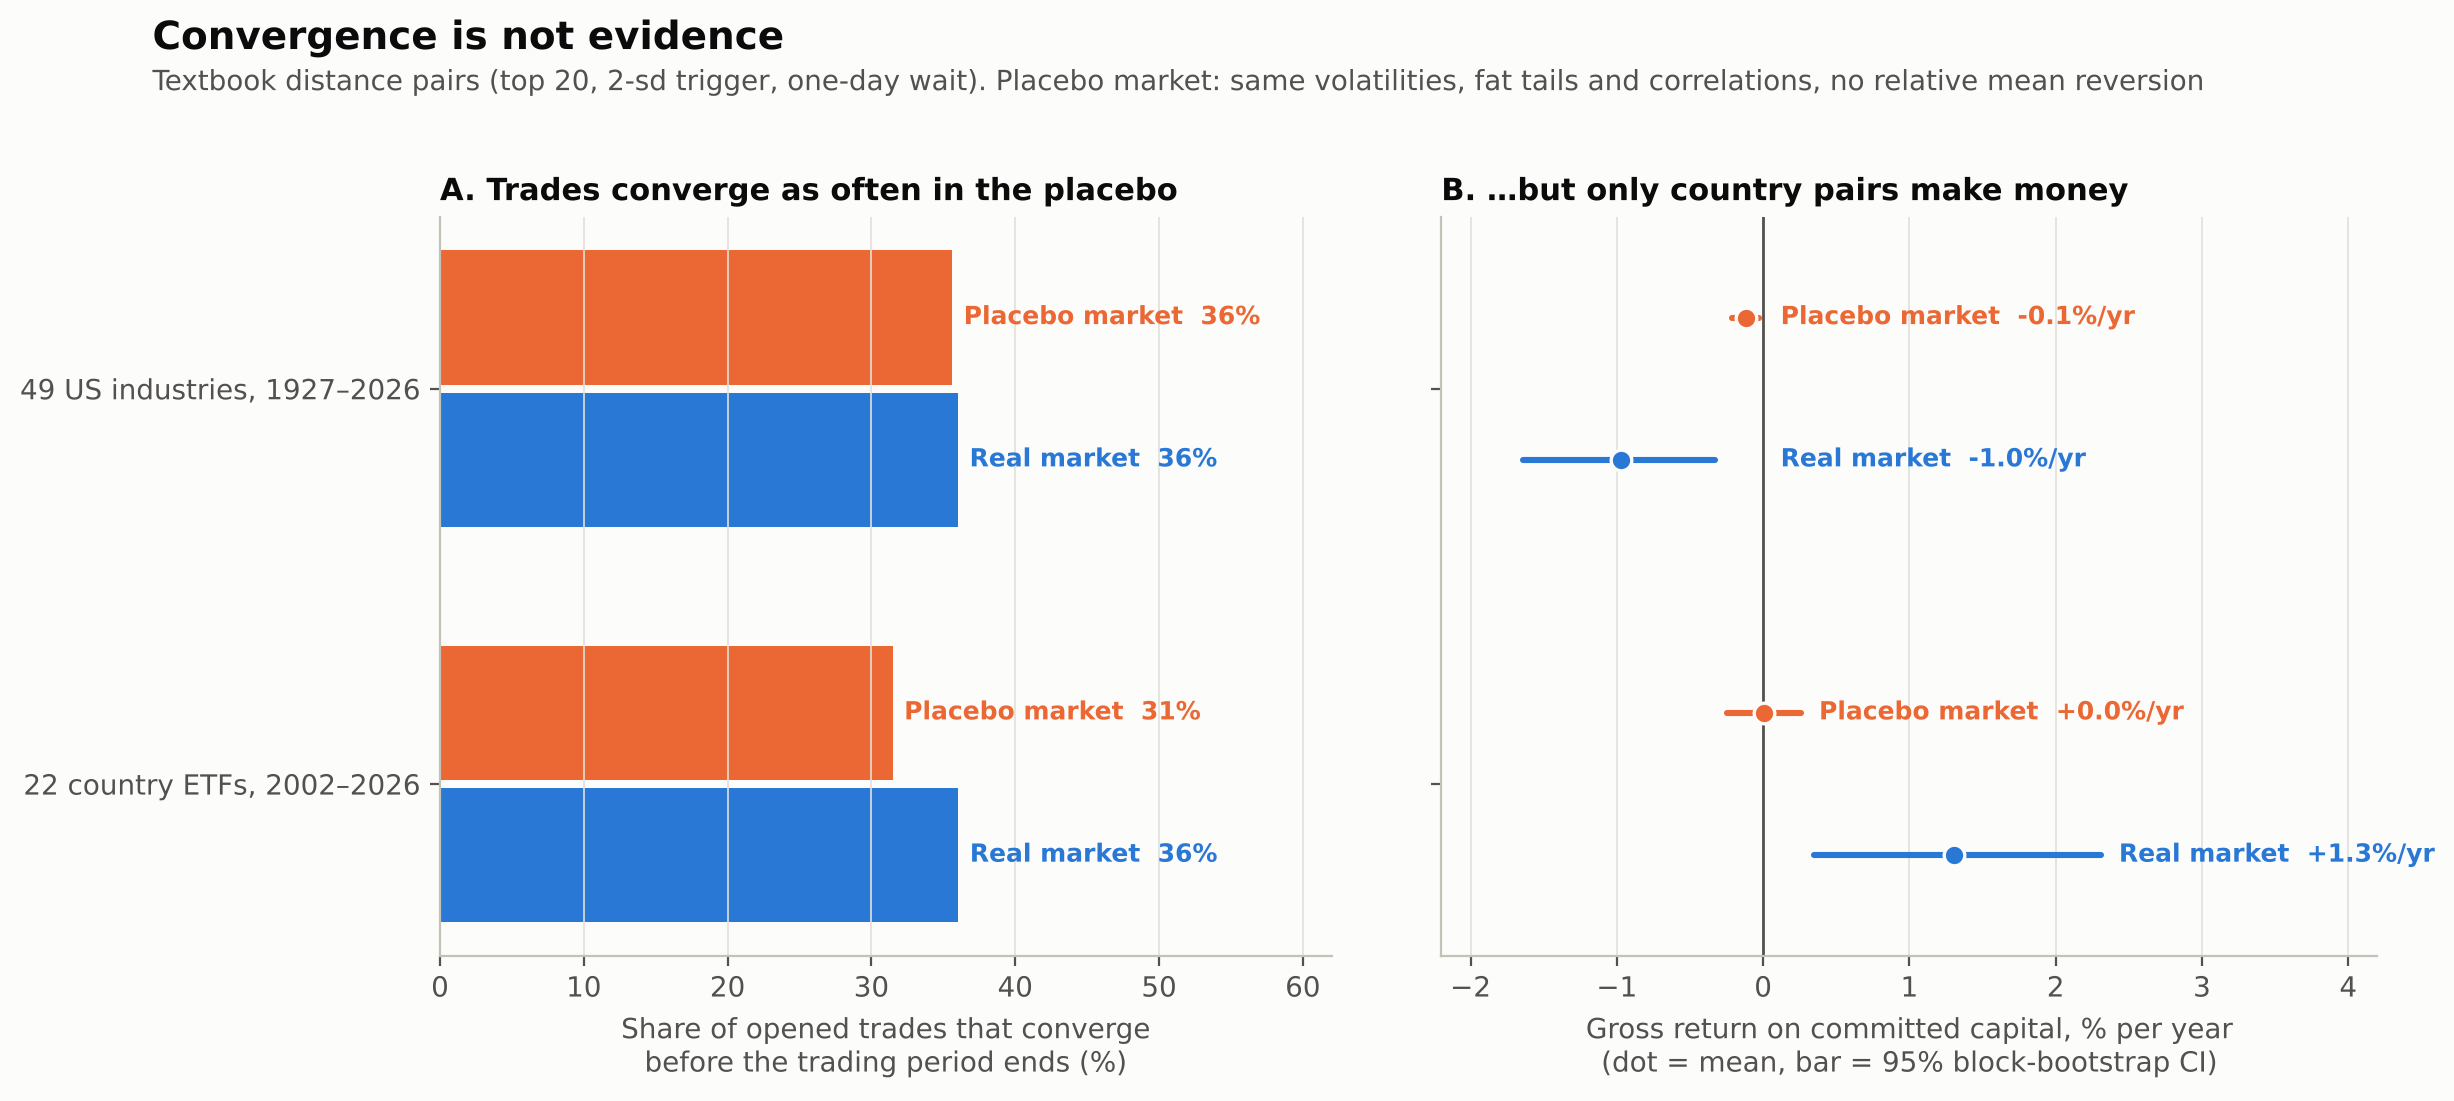 Convergence is not evidence
Textbook distance pairs (top 20, 2-sd trigger, one-day wait). Placebo market: same volatilities, fat tails and correlations, no relative mean reversion
A. Trades converge as often in the placebo
Placebo market  36%
49 US industries, 1927–2026
Real market  36%
Placebo market  31%
22 country ETFs, 2002–2026
Real market  36%
0 10 20 30 40 50 60
Share of opened trades that converge
before the trading period ends (%)
B. …but only country pairs make money
Placebo market  -0.1%/yr
Real market  -1.0%/yr
Placebo market  +0.0%/yr
Real market  +1.3%/yr
−2 −1 0 1 2 3 4
Gross return on committed capital, % per year
(dot = mean, bar = 95% block-bootstrap CI)